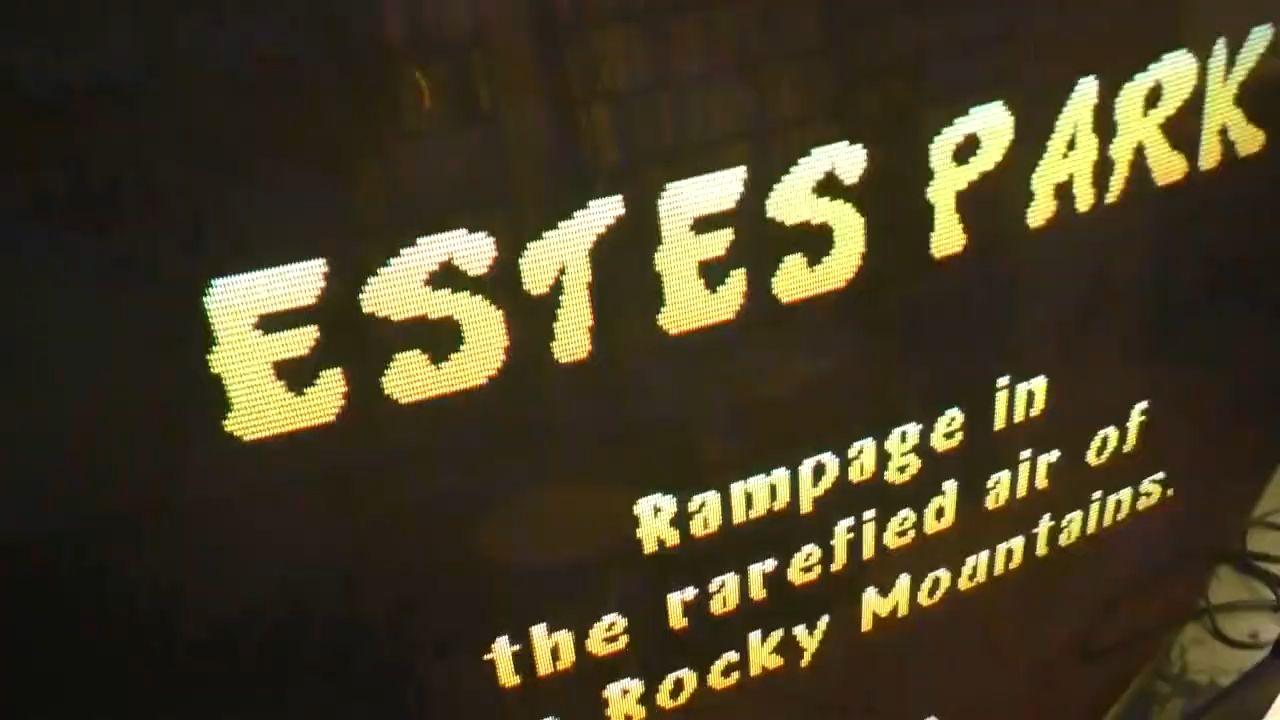 ESTES PARK
Rampage in
the rarefied air of
Rocky Mountains.